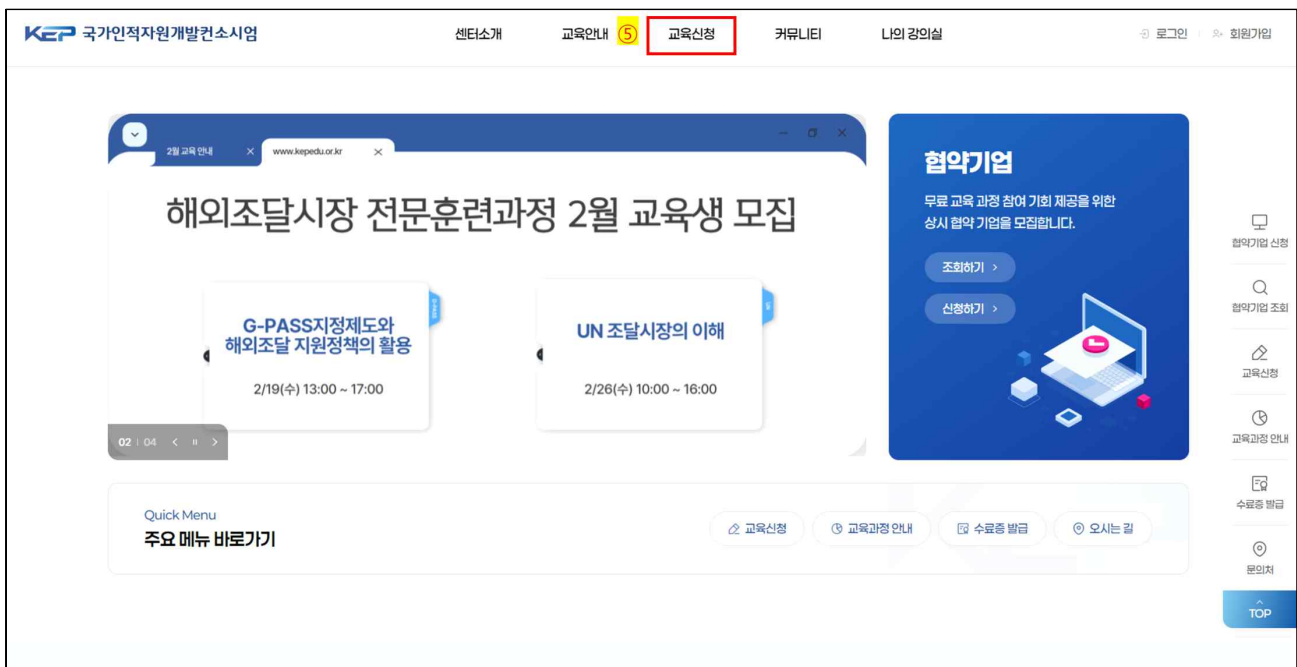 KEP 국가인적자원개발컨소시엄
센터소개
교육안내
⑤
교육신청
커뮤니티
나의 강의실
로그인
회원가입
2월 교육 안내
www.kepedu.or.kr
해외조달시장 전문훈련과정 2월 교육생 모집
G-PASS
G-PASS지정제도와
해외조달 지원정책의 활용
2/19(수) 13:00 ~ 17:00
UN
UN 조달시장의 이해
2/26(수) 10:00 ~ 16:00
02 | 04
협약기업
무료 교육 과정 참여 기회 제공을 위한
상시 협약 기업을 모집합니다.
조회하기 >
신청하기 >
협약기업 신청
협약기업 조회
교육신청
교육과정 안내
수료증 발급
문의처
TOP
Quick Menu
주요 메뉴 바로가기
교육신청
교육과정 안내
수료증 발급
오시는 길